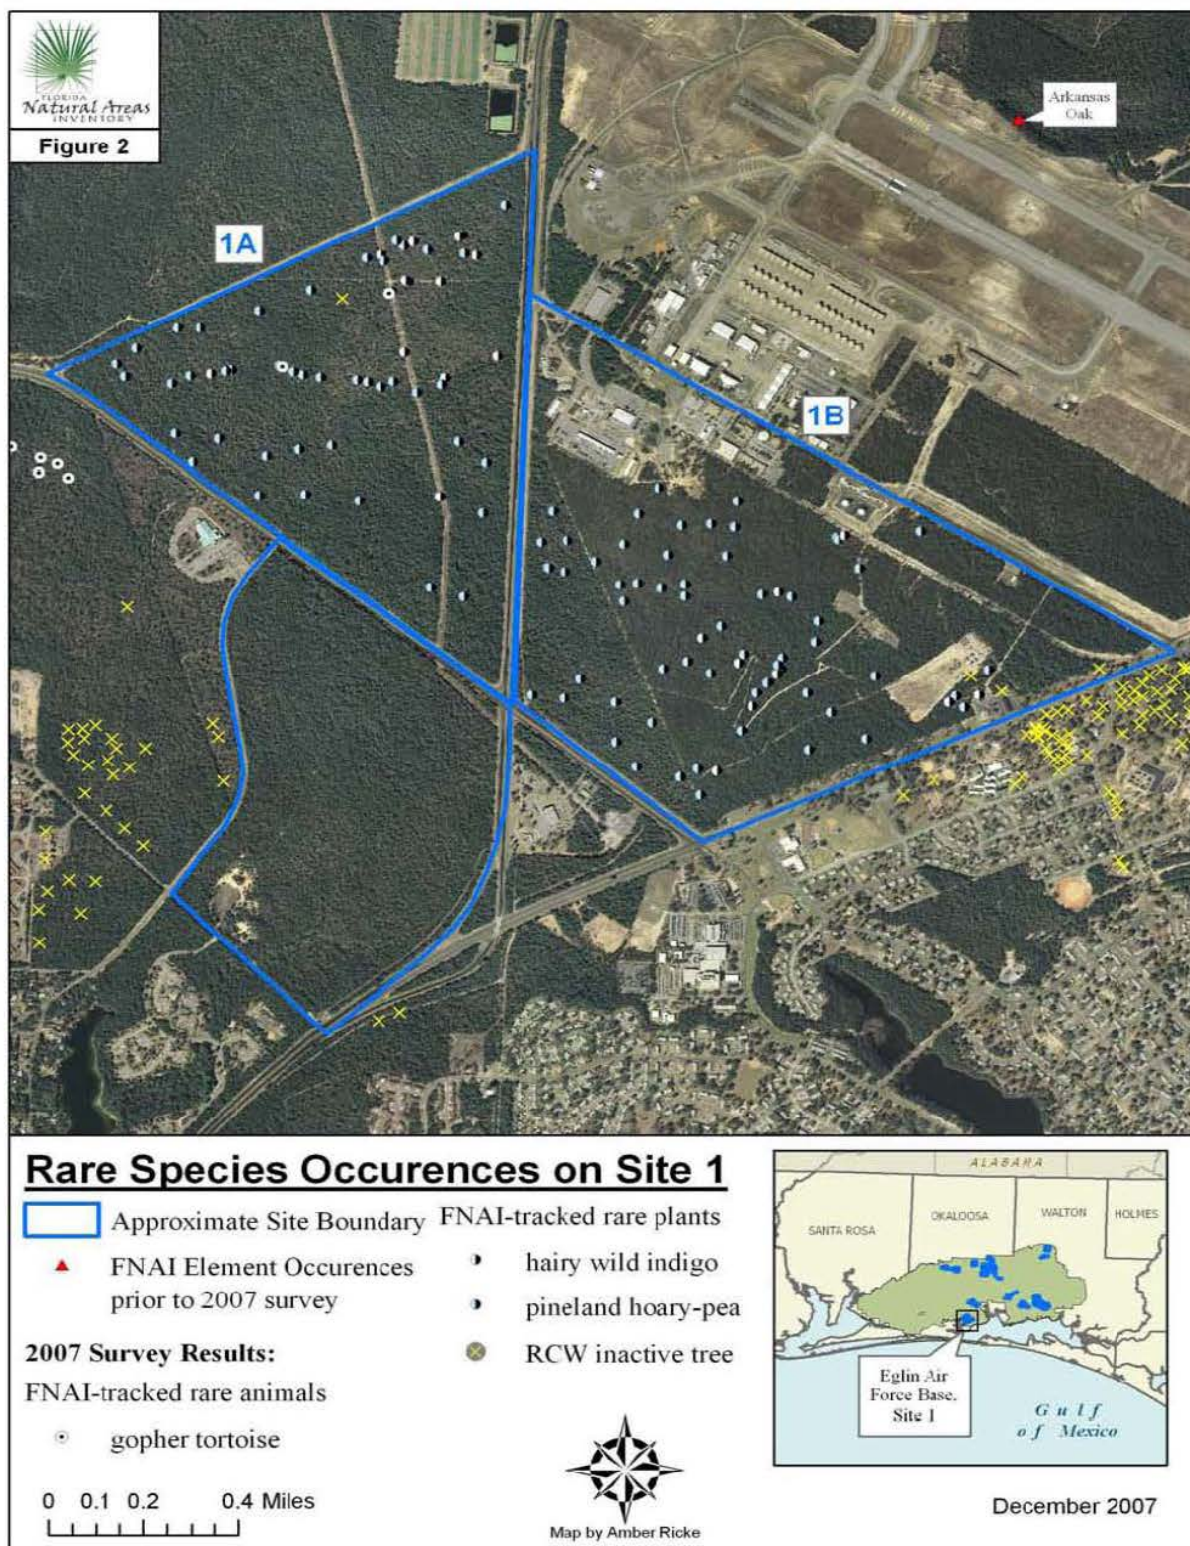 FLORIDA
Natural Areas
INVENTORY
Figure 2
Arkansas
Oak
1A
1B
Rare Species Occurences on Site 1
Approximate Site Boundary
FNAI Element Occurences
prior to 2007 survey
2007 Survey Results:
FNAI-tracked rare animals
gopher tortoise
FNAI-tracked rare plants
hairy wild indigo
pineland hoary-pea
RCW inactive tree
0 0.1 0.2 0.4 Miles
Map by Amber Ricke
ALABARA
SANTA ROSA
OKALOOSA
WALTON
HOLMES
Eglin Air
Force Base,
Site 1
Gulf
of Mexico
December 2007